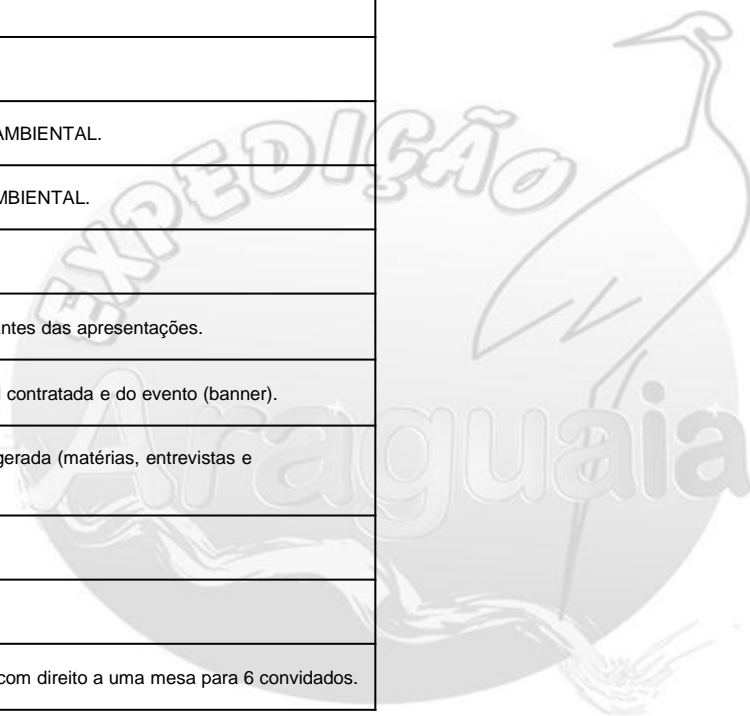 AMBIENTAL.
MBIENTAL.
EXPEDIÇÃO
ntes das apresentações.
contratada e do evento (banner).
Araguaia
gerada (matérias, entrevistas e
com direito a uma mesa para 6 convidados.